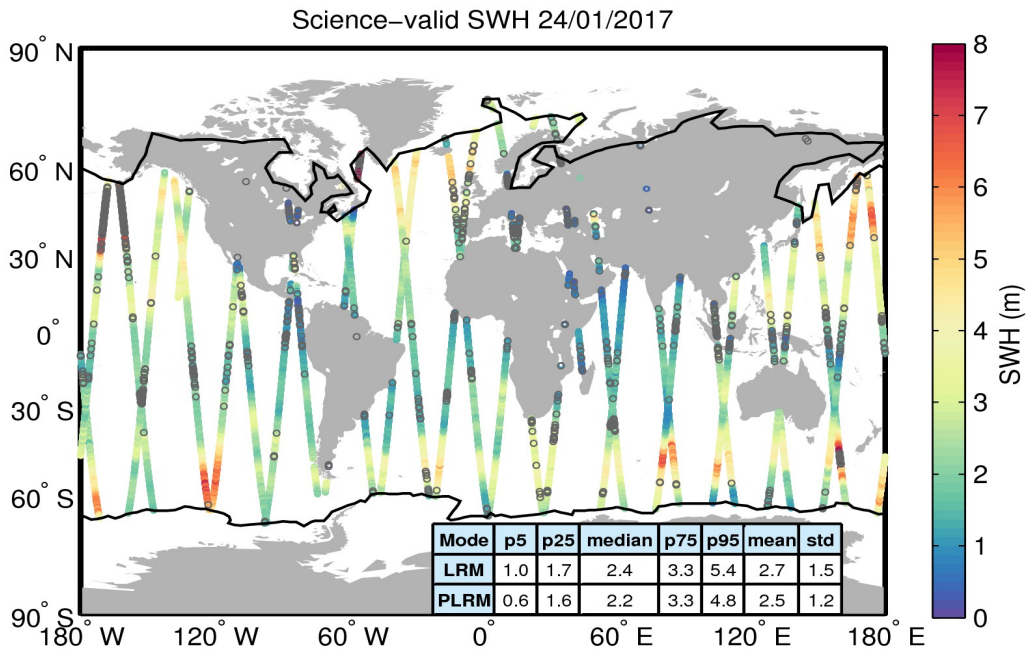 Science−valid SWH 24/01/2017
90° N
60° N
30° N
0°
30° S
60° S
90° S
180° W
120° W
60° W
0°
60° E
120° E
180° E
Mode p5 p25 median p75 p95 mean std
LRM 1.0 1.7 2.4 3.3 5.4 2.7 1.5
PLRM 0.6 1.6 2.2 3.3 4.8 2.5 1.2
8
7
6
5
4
3
2
1
0
SWH (m)